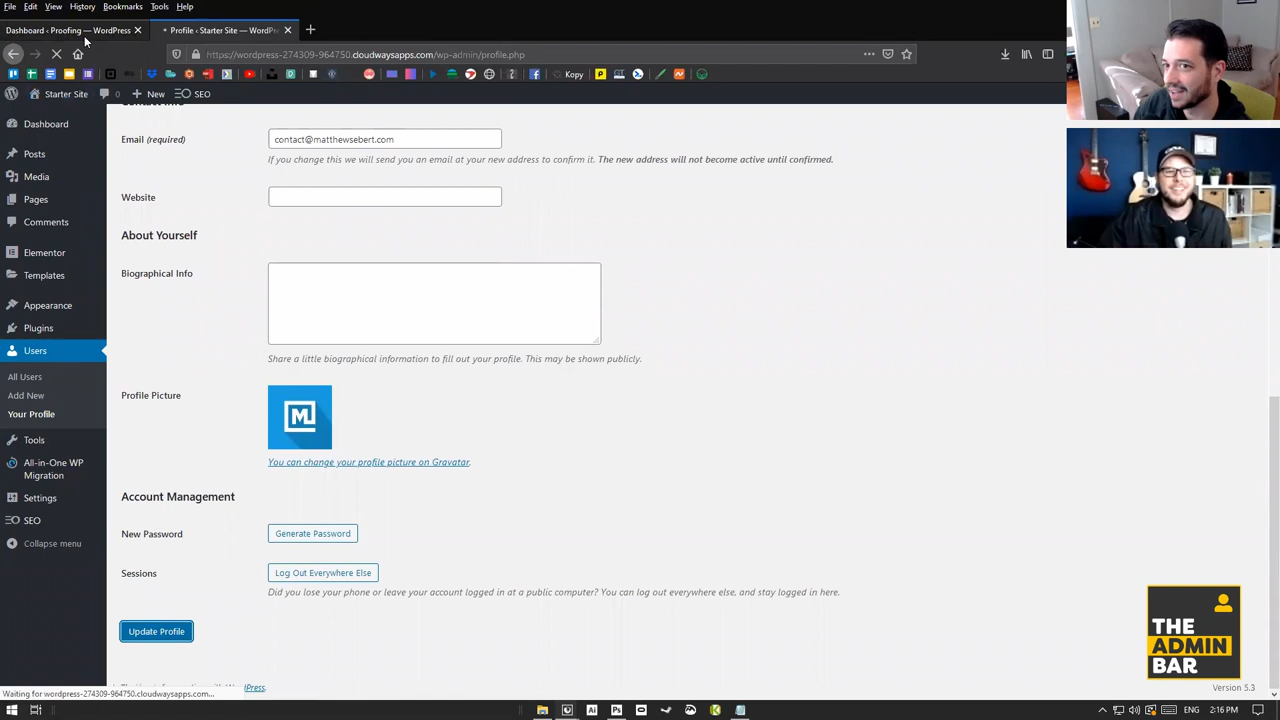 File Edit View History Bookmarks Tools Help
Dashboard ‹ Proofing — WordPress
Profile ‹ Starter Site — WordPre
https://wordpress-274309-964750.cloudwaysapps.com/wp-admin/profile.php
Kopy
Starter Site 0 New SEO
Dashboard
Posts
Media
Pages
Comments
Elementor
Templates
Appearance
Plugins
Users
All Users
Add New
Your Profile
Tools
All-in-One WP
Migration
Settings
SEO
Collapse menu
Contact Info
Email (required) contact@matthewsebert.com
If you change this we will send you an email at your new address to confirm it. The new address will not become active until confirmed.
Website
About Yourself
Biographical Info
Share a little biographical information to fill out your profile. This may be shown publicly.
Profile Picture
M
You can change your profile picture on Gravatar.
Account Management
New Password Generate Password
Sessions Log Out Everywhere Else
Did you lose your phone or leave your account logged in at a public computer? You can log out everywhere else, and stay logged in here.
Update Profile
Press.
Version 5.3
Waiting for wordpress-274309-964750.cloudwaysapps.com...
THE
ADMIN
BAR
Ai Ps
ENG 2:16 PM